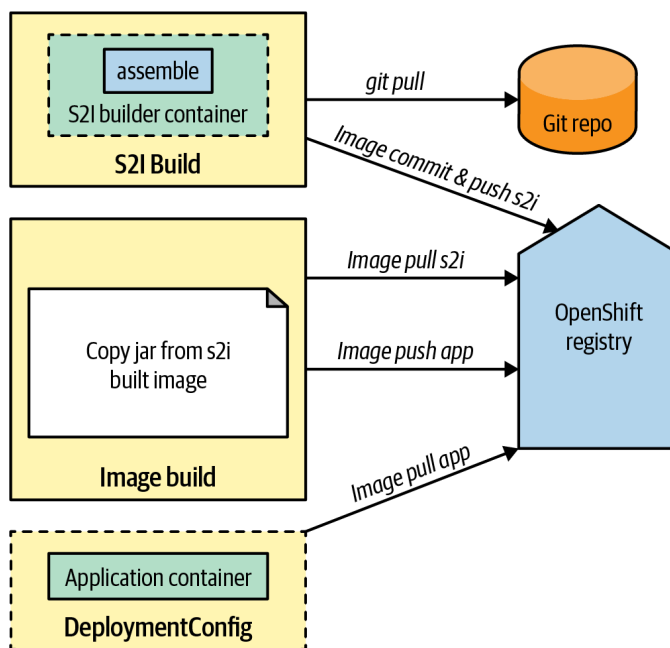 assemble
S2I builder container
S2I Build
git pull
Git repo
Image commit & push s2i
Image pull s2i
OpenShift
registry
Copy jar from s2i
built image
Image push app
Image build
Image pull app
Application container
DeploymentConfig